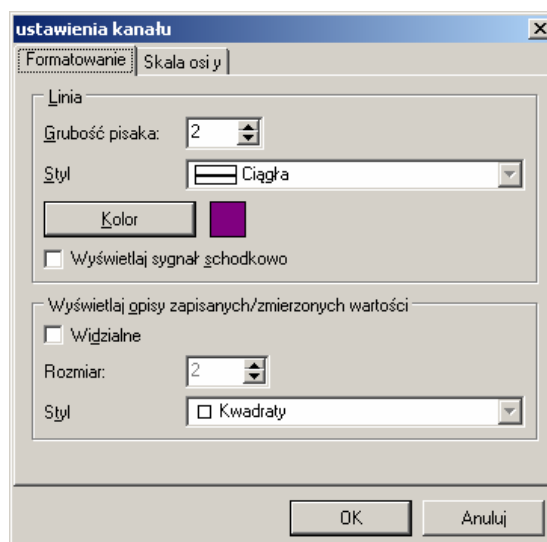 ustawienia kanału
Formatowanie Skala osi y
Linia
Grubość pisaka: 2
Styl Ciągła
Kolor
Wyświetlaj sygnał schodkowo
Wyświetlaj opisy zapisanych/zmierzonych wartości
Widzialne
Rozmiar: 2
Styl Kwadraty
OK Anuluj